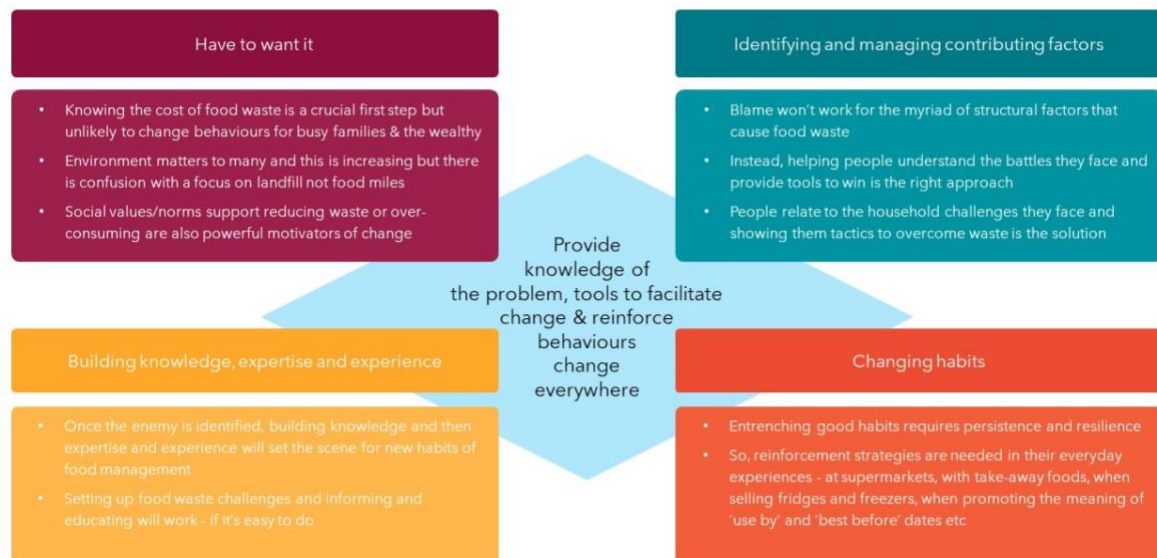 Have to want it
• Knowing the cost of food waste is a crucial first step but
unlikely to change behaviours for busy families & the wealthy
• Environment matters to many and this is increasing but there
is confusion with a focus on landfill not food miles
• Social values/norms support reducing waste or over-
consuming are also powerful motivators of change
Identifying and managing contributing factors
• Blame won't work for the myriad of structural factors that
cause food waste
• Instead, helping people understand the battles they face and
provide tools to win is the right approach
• People relate to the household challenges they face and
showing them tactics to overcome waste is the solution
Provide
knowledge of
the problem, tools to facilitate
change & reinforce
behaviours
change
everywhere
Building knowledge, expertise and experience
• Once the enemy is identified, building knowledge and then
expertise and experience will set the scene for new habits of
food management
• Setting up food waste challenges and informing and
educating will work - if it's easy to do
Changing habits
• Entrenching good habits requires persistence and resilience
• So, reinforcement strategies are needed in their everyday
experiences - at supermarkets, with take-away foods, when
selling fridges and freezers, when promoting the meaning of
'use by' and 'best before' dates etc